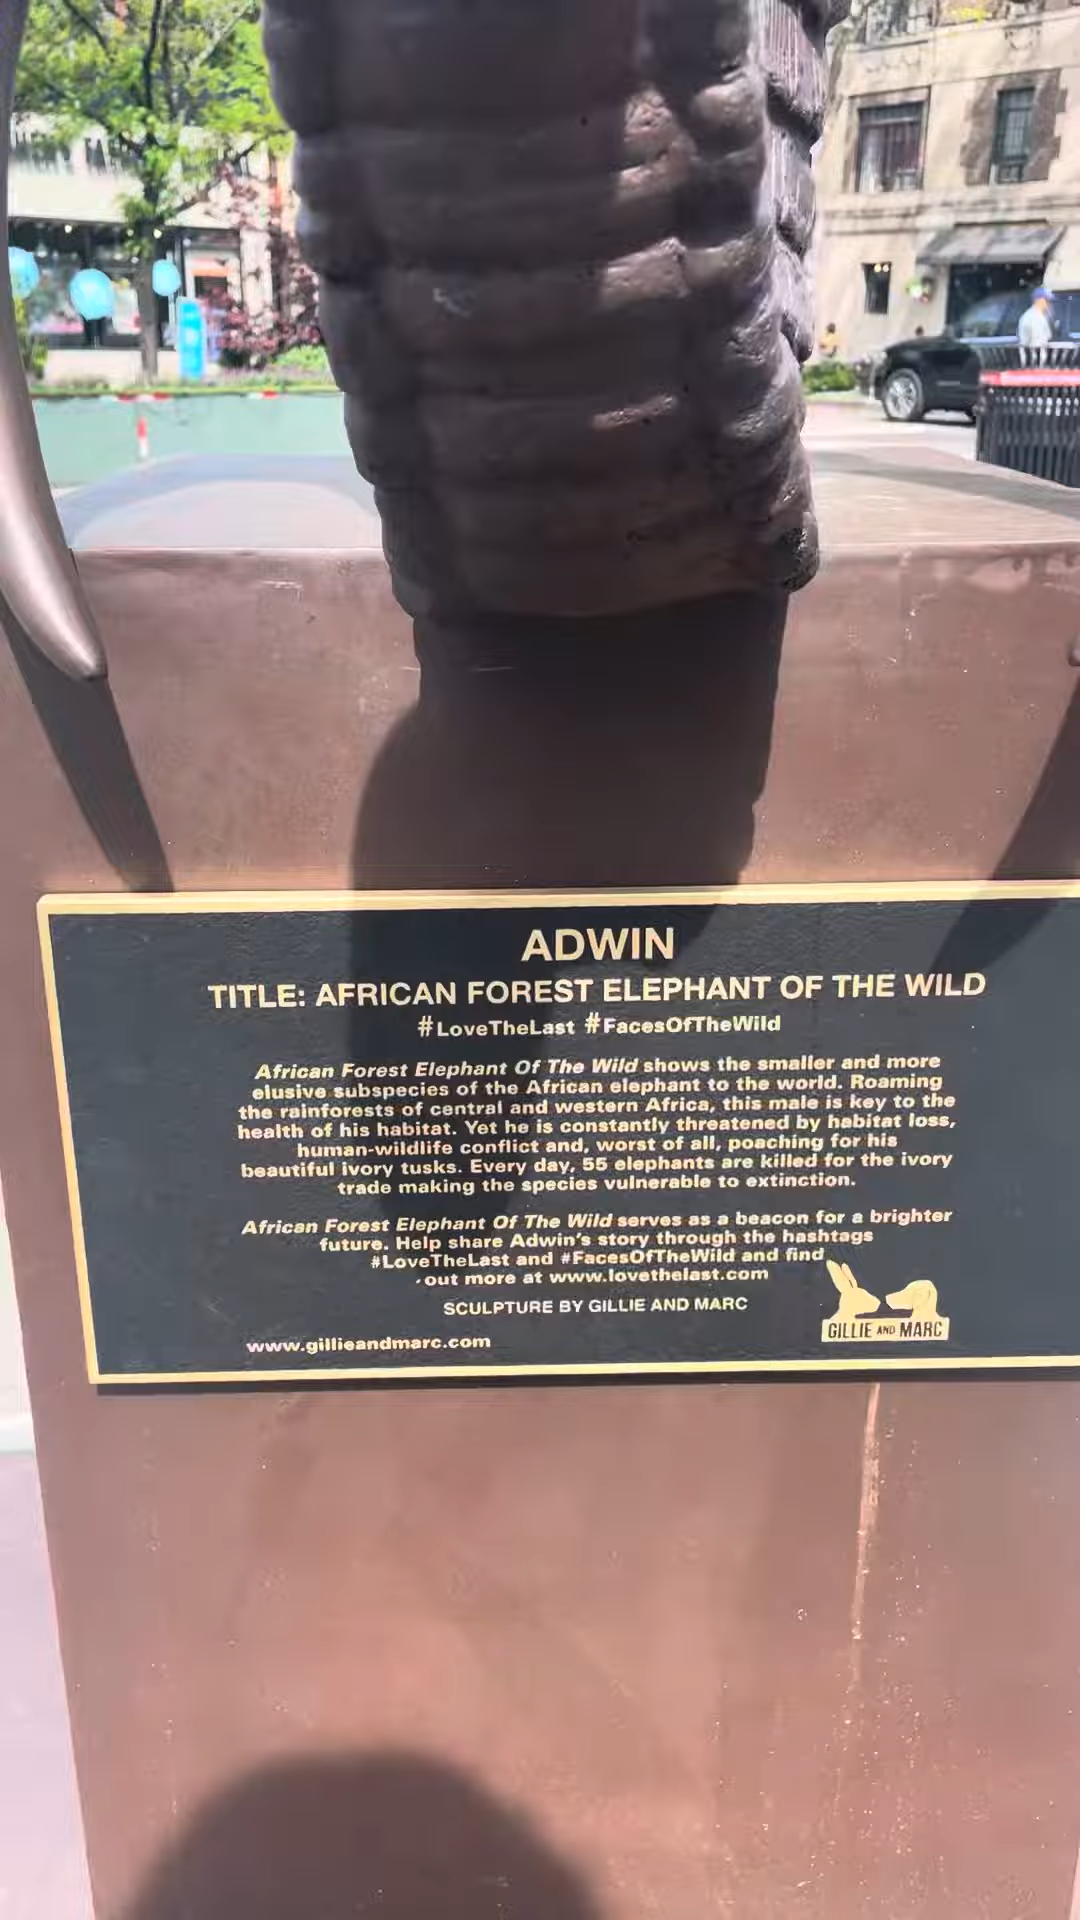 ADWIN
TITLE: AFRICAN FOREST ELEPHANT OF THE WILD
#LoveTheLast #FacesOfTheWild
African Forest Elephant Of The Wild shows the smaller and more
elusive subspecies of the African elephant to the world. Roaming
the rainforests of central and western Africa, this male is key to the
health of his habitat. Yet he is constantly threatened by habitat loss,
human-wildlife conflict and, worst of all, poaching for his
beautiful ivory tusks. Every day, 55 elephants are killed for the ivory
trade making the species vulnerable to extinction.
African Forest Elephant Of The Wild serves as a beacon for a brighter
future. Help share Adwin's story through the hashtags
#LoveTheLast and #FacesOfTheWild and find
out more at www.lovethelast.com
SCULPTURE BY GILLIE AND MARC
GILLIE AND MARC
www.gillieandmarc.com